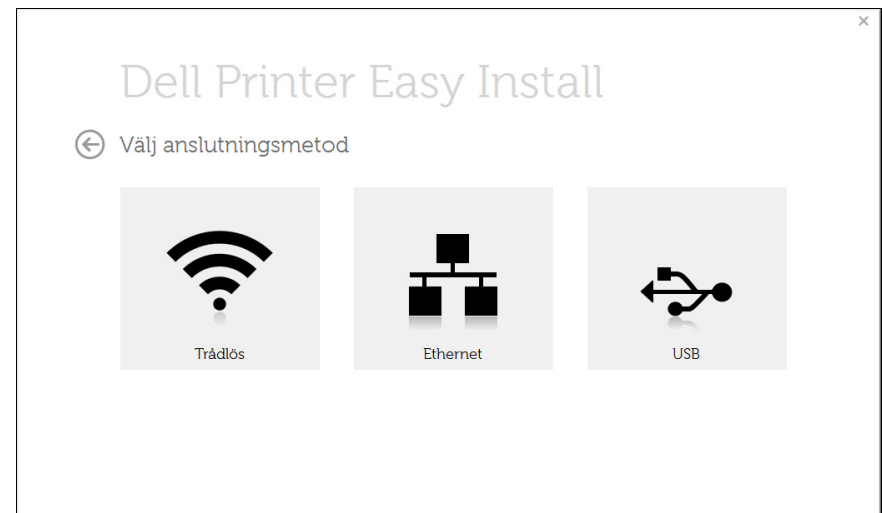 Dell Printer Easy Install
Välj anslutningsmetod
Trådlös
Ethernet
USB